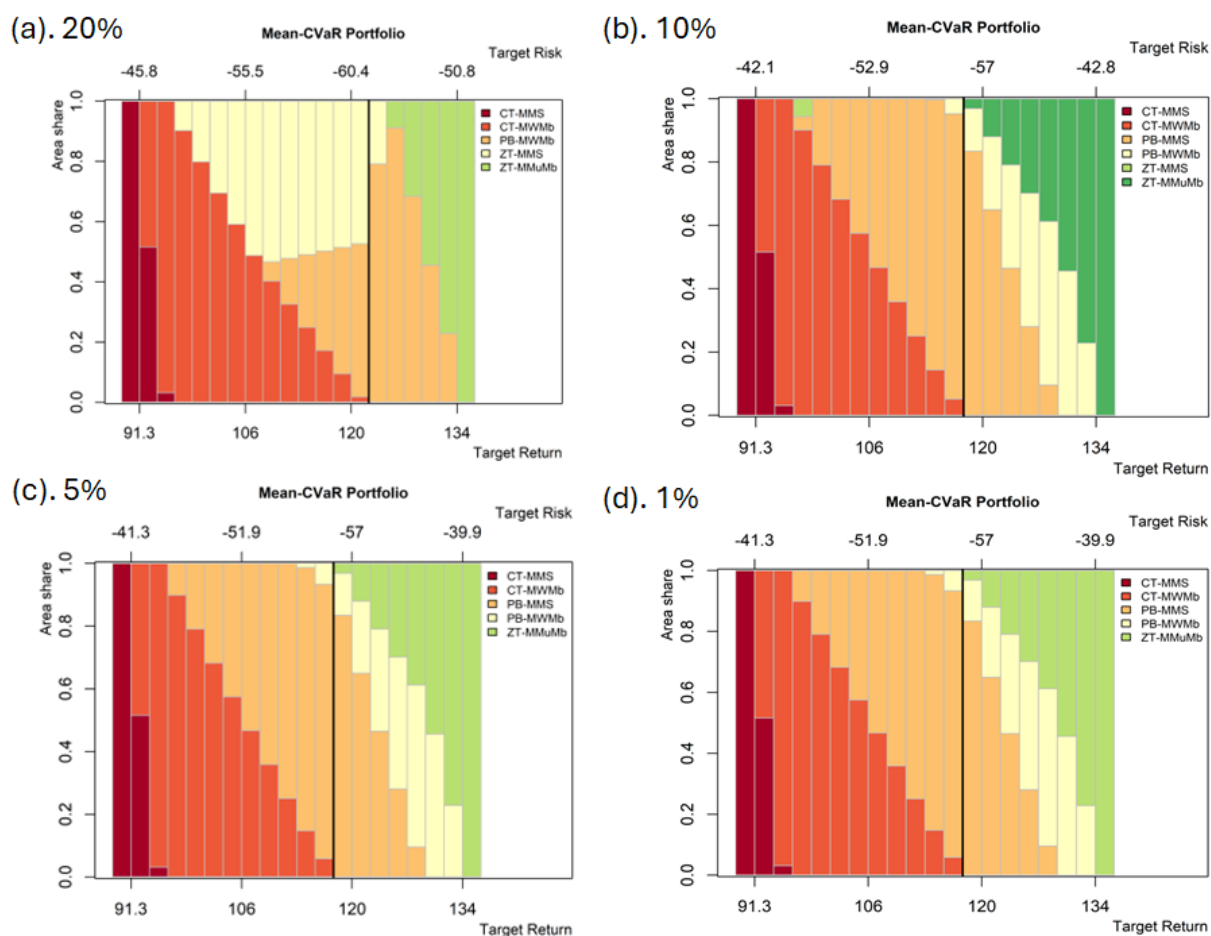 (a). 20%
Mean-CVaR Portfolio
Target Risk
-45.8 -55.5 -60.4 -50.8
Area share
0.0 0.2 0.4 0.6 0.8 1.0
CT-MMS
CT-MWMb
PB-MWMb
ZT-MMS
ZT-MMuMb
91.3 106 120 134
Target Return
(b). 10%
Mean-CVaR Portfolio
Target Risk
-42.1 -52.9 -57 -42.8
Area share
0.0 0.2 0.4 0.6 0.8 1.0
CT-MMS
CT-MWMb
PB-MMS
PB-MWMb
ZT-MMS
ZT-MMuMb
91.3 106 120 134
Target Return
(c). 5%
Mean-CVaR Portfolio
Target Risk
-41.3 -51.9 -57 -39.9
Area share
0.0 0.2 0.4 0.6 0.8 1.0
CT-MMS
CT-MWMb
PB-MMS
PB-MWMb
ZT-MMuMb
91.3 106 120 134
Target Return
(d). 1%
Mean-CVaR Portfolio
Target Risk
-41.3 -51.9 -57 -39.9
Area share
0.0 0.2 0.4 0.6 0.8 1.0
CT-MMS
CT-MWMb
PB-MMS
PB-MWMb
ZT-MMuMb
91.3 106 120 134
Target Return